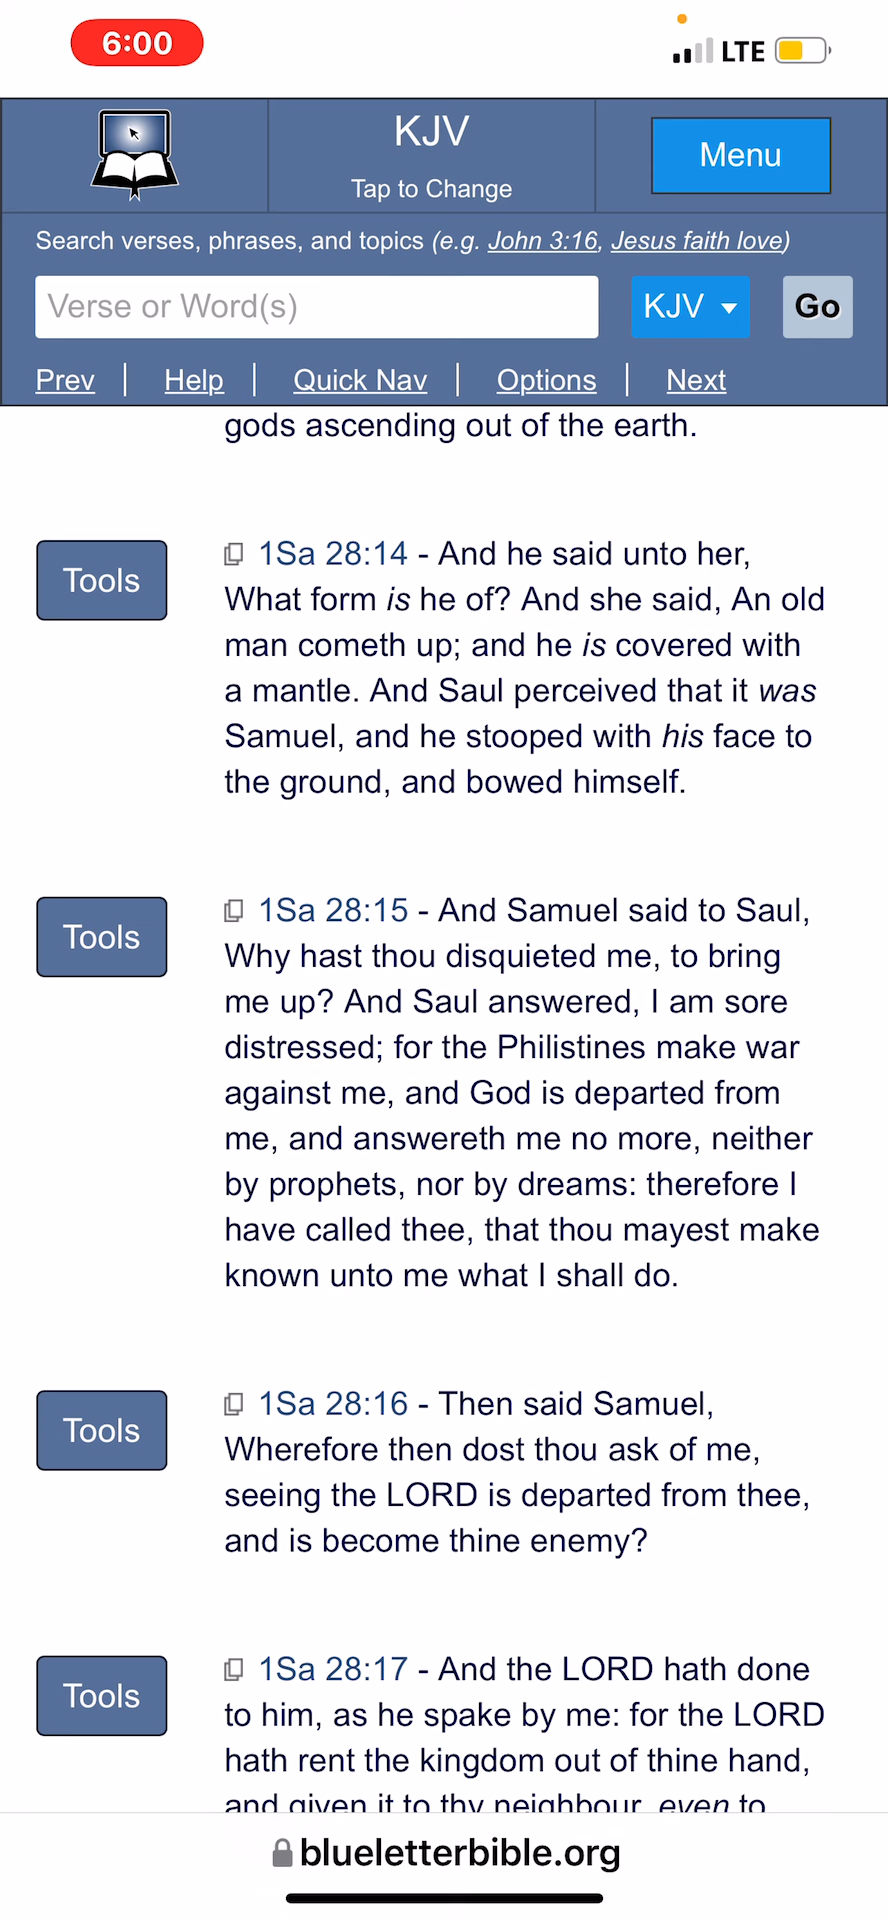 6:00
LTE
KJV
Tap to Change
Menu
Search verses, phrases, and topics (e.g. John 3:16, Jesus faith love)
Verse or Word(s)
KJV
Go
Prev | Help | Quick Nav | Options | Next
gods ascending out of the earth.
Tools
1Sa 28:14 - And he said unto her,
What form is he of? And she said, An old
man cometh up; and he is covered with
a mantle. And Saul perceived that it was
Samuel, and he stooped with his face to
the ground, and bowed himself.
Tools
1Sa 28:15 - And Samuel said to Saul,
Why hast thou disquieted me, to bring
me up? And Saul answered, I am sore
distressed; for the Philistines make war
against me, and God is departed from
me, and answereth me no more, neither
by prophets, nor by dreams: therefore I
have called thee, that thou mayest make
known unto me what I shall do.
Tools
1Sa 28:16 - Then said Samuel,
Wherefore then dost thou ask of me,
seeing the LORD is departed from thee,
and is become thine enemy?
Tools
1Sa 28:17 - And the LORD hath done
to him, as he spake by me: for the LORD
hath rent the kingdom out of thine hand,
and given it to thy neighbour, even to
blueletterbible.org